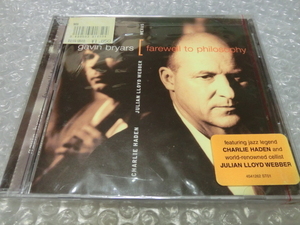 gavin bryars
farewell to philosophy
CHARLIE HADEN
JULIAN LLOYD WEBBER
NEXUS
featuring jazz legend
CHARLIE HADEN and
world-renowned cellist
JULIAN LLOYD WEBBER